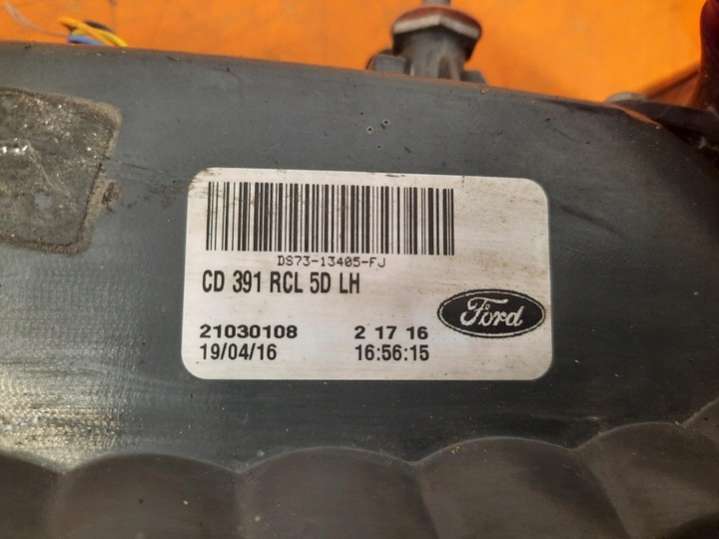 DS73-13405-FJ
CD 391 RCL 5D LH
Ford
21030108 2 17 16
19/04/16 16:56:15